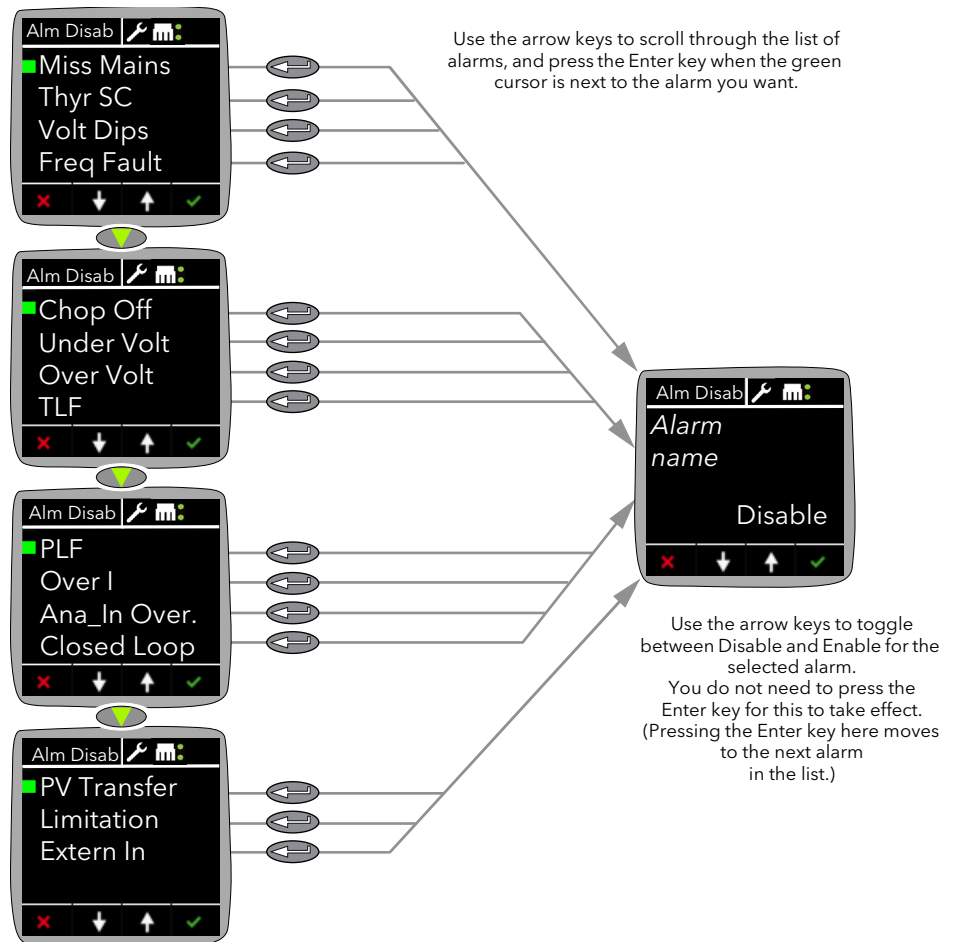 Alm Disab
Miss Mains
Thyr SC
Volt Dips
Freq Fault
Use the arrow keys to scroll through the list of
alarms, and press the Enter key when the green
cursor is next to the alarm you want.
Alm Disab
Chop Off
Under Volt
Over Volt
TLF
Alm Disab
Alarm
name
Disable
Alm Disab
PLF
Over I
Ana_In Over.
Closed Loop
Use the arrow keys to toggle
between Disable and Enable for the
selected alarm.
You do not need to press the
Enter key for this to take effect.
(Pressing the Enter key here moves
to the next alarm
in the list.)
Alm Disab
PV Transfer
Limitation
Extern In